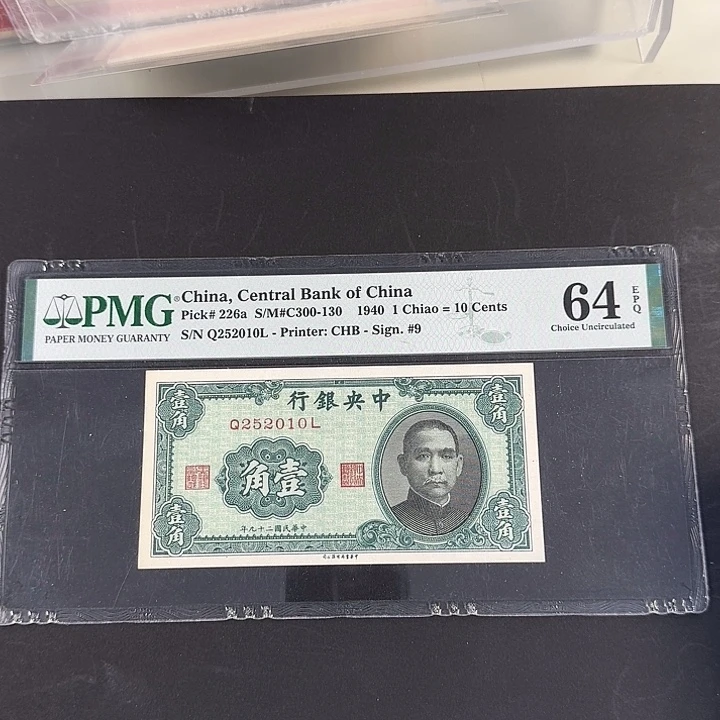 PMG®
PAPER MONEY GUARANTY
China, Central Bank of China
Pick# 226a S/M#C300-130 1940 1 Chiao = 10 Cents
S/N Q252010L - Printer: CHB - Sign. #9
64 EPQ
Choice Uncirculated
行銀央中
壹角
壹角
Q252010L
角壹
壹角
壹角
年九十二國民華中